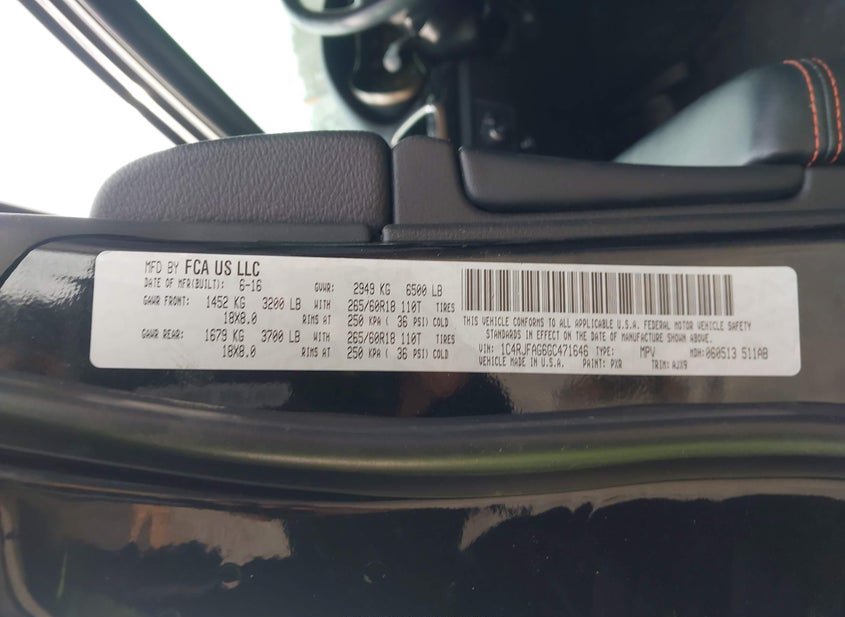 MFD BY FCA US LLC
DATE OF MFR(BUILT): 6-16 GVWR: 2949 KG 6500 LB
GAWR FRONT: 1452 KG 3200 LB WITH 265/60R18 110T TIRES
18X8.0 RIMS AT 250 KPA ( 36 PSI) COLD
GAWR REAR: 1679 KG 3700 LB WITH 265/60R18 110T TIRES
18X8.0 RIMS AT 250 KPA ( 36 PSI) COLD
THIS VEHICLE CONFORMS TO ALL APPLICABLE U.S.A. FEDERAL MOTOR VEHICLE SAFETY
STANDARDS IN EFFECT ON THE DATE OF MANUFACTURE SHOWN ABOVE.
VIN: 1C4RJFAG6GC471646 TYPE: MPV MDH: 060513 511AB
VEHICLE MADE IN U.S.A. PAINT: PXR TRIM: AJX9